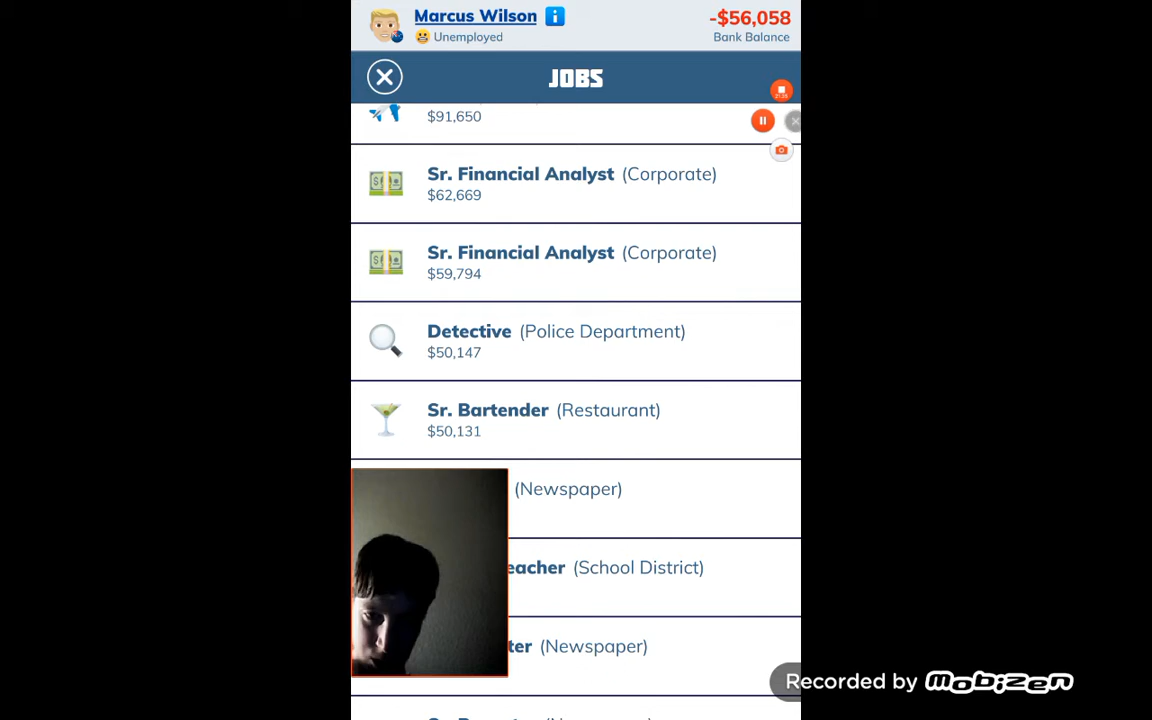 Marcus Wilson
-$56,058
Unemployed
Bank Balance
JOBS
$91,650
Sr. Financial Analyst (Corporate)
$62,669
Sr. Financial Analyst (Corporate)
$59,794
Detective (Police Department)
$50,147
Sr. Bartender (Restaurant)
$50,131
(Newspaper)
eacher (School District)
ter (Newspaper)
Recorded by mobizen